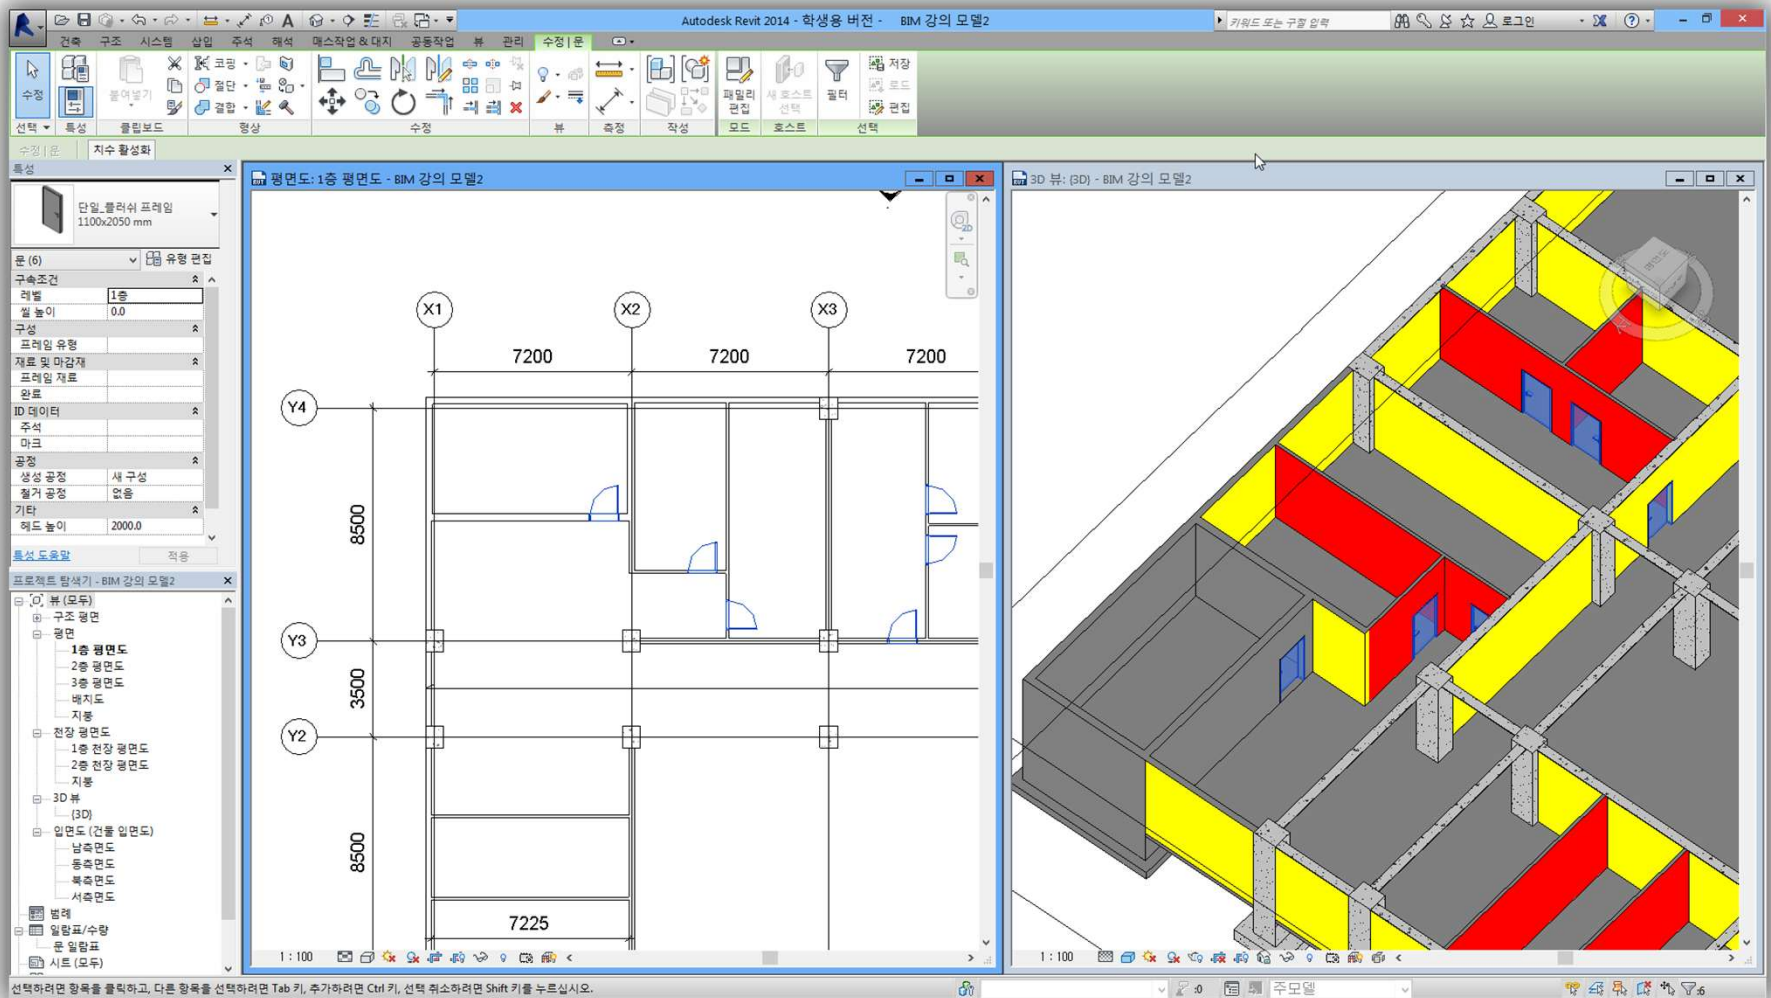 Autodesk Revit 2014 - 학생용 버전 - BIM 강의 모델2
키워드 또는 구절 입력
로그인
건축 구조 시스템 삽입 주석 해석 매스작업 & 대지 공동작업 뷰 관리 수정 | 문
수정
붙여넣기
코핑
절단
결합
패밀리 편집
새 호스트 선택
필터
저장
로드
편집
선택 특성 클립보드 형상 수정 뷰 측정 작성 모드 호스트 선택
수정 | 문 치수 활성화
특성
단일_플러쉬 프레임
1100x2050 mm
문 (6) 유형 편집
구속조건
레벨 1층
씰 높이 0.0
구성
프레임 유형
재료 및 마감재
프레임 재료
완료
ID 데이터
주석
마크
공정
생성 공정 새 구성
철거 공정 없음
기타
헤드 높이 2000.0
특성 도움말 적용
프로젝트 탐색기 - BIM 강의 모델2
뷰 (모두)
구조 평면
평면
1층 평면도
2층 평면도
3층 평면도
배치도
지붕
천장 평면도
1층 천장 평면도
2층 천장 평면도
지붕
3D 뷰
{3D}
입면도 (건물 입면도)
남측면도
동측면도
북측면도
서측면도
범례
일람표/수량
문 일람표
시트 (모두)
평면도: 1층 평면도 - BIM 강의 모델2
2D
X1 X2 X3
7200 7200 7200
Y4
8500
Y3
3500
Y2
8500
7225
1 : 100
3D 뷰: {3D} - BIM 강의 모델2
1 : 100
선택하려면 항목을 클릭하고, 다른 항목을 선택하려면 Tab 키, 추가하려면 Ctrl 키, 선택 취소하려면 Shift 키를 누르십시오.
:0
주모델
:6